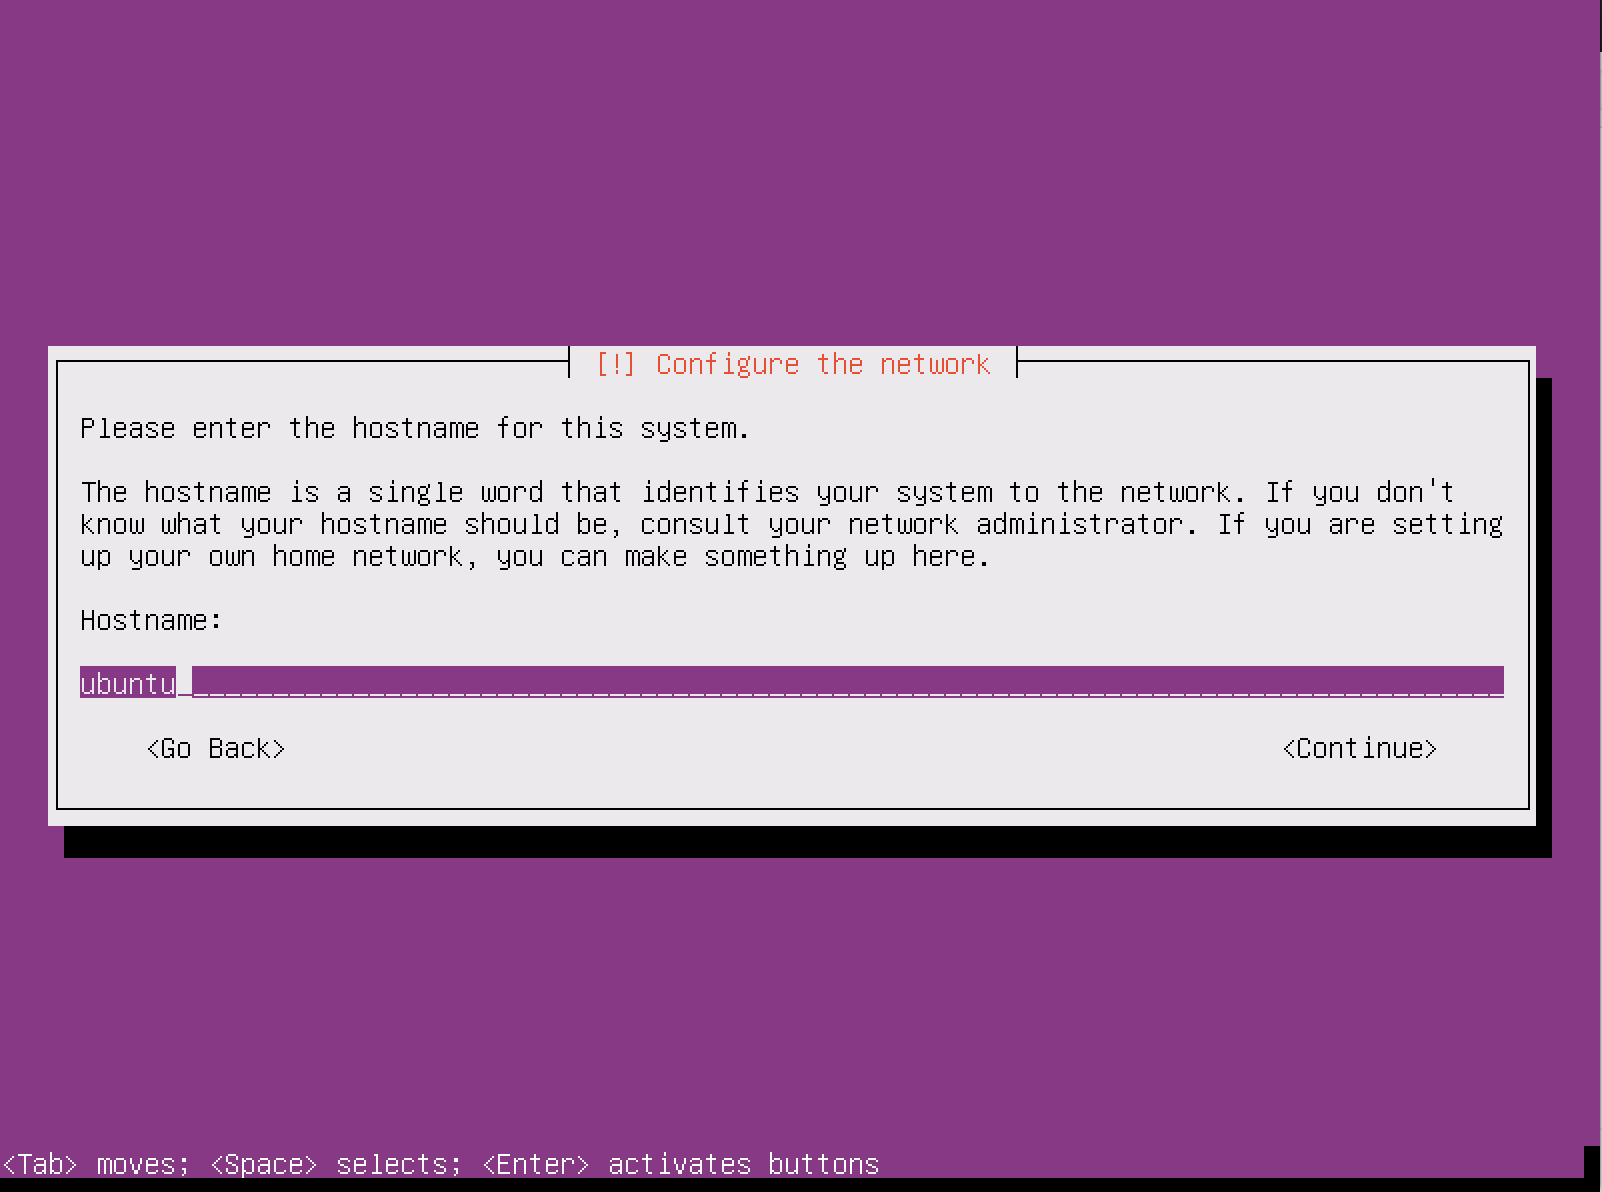 [!] Configure the network
Please enter the hostname for this system.
The hostname is a single word that identifies your system to the network. If you don't
know what your hostname should be, consult your network administrator. If you are setting
up your own home network, you can make something up here.
Hostname:
ubuntu
<Go Back> <Continue>
<Tab> moves; <Space> selects; <Enter> activates buttons